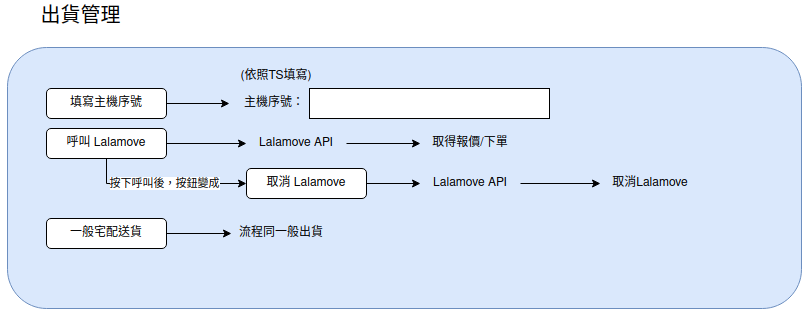 出貨管理
(依照TS填寫)
填寫主機序號
主機序號：
呼叫 Lalamove
Lalamove API
取得報價/下單
按下呼叫後，按鈕變成
取消 Lalamove
Lalamove API
取消Lalamove
一般宅配送貨
流程同一般出貨